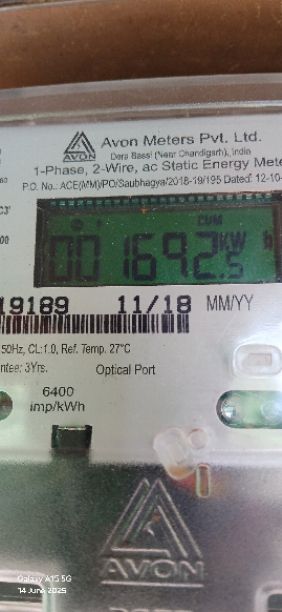 AVON
Avon Meters Pvt. Ltd.
Dera Bassi (Near Chandigarh), India
1-Phase, 2-Wire, ac Static Energy Mete
P.O. No.: ACE(MM)/PO/Saubhagya/2018-19/195 Dated: 12-10-
CUM
001692.5 KW h
19189 11/18 MM/YY
50Hz, CL:1.0, Ref. Temp. 27°C
ntee: 3Yrs.
Optical Port
6400
imp/kWh
AVON
Galaxy A15 5G
14 June 2025